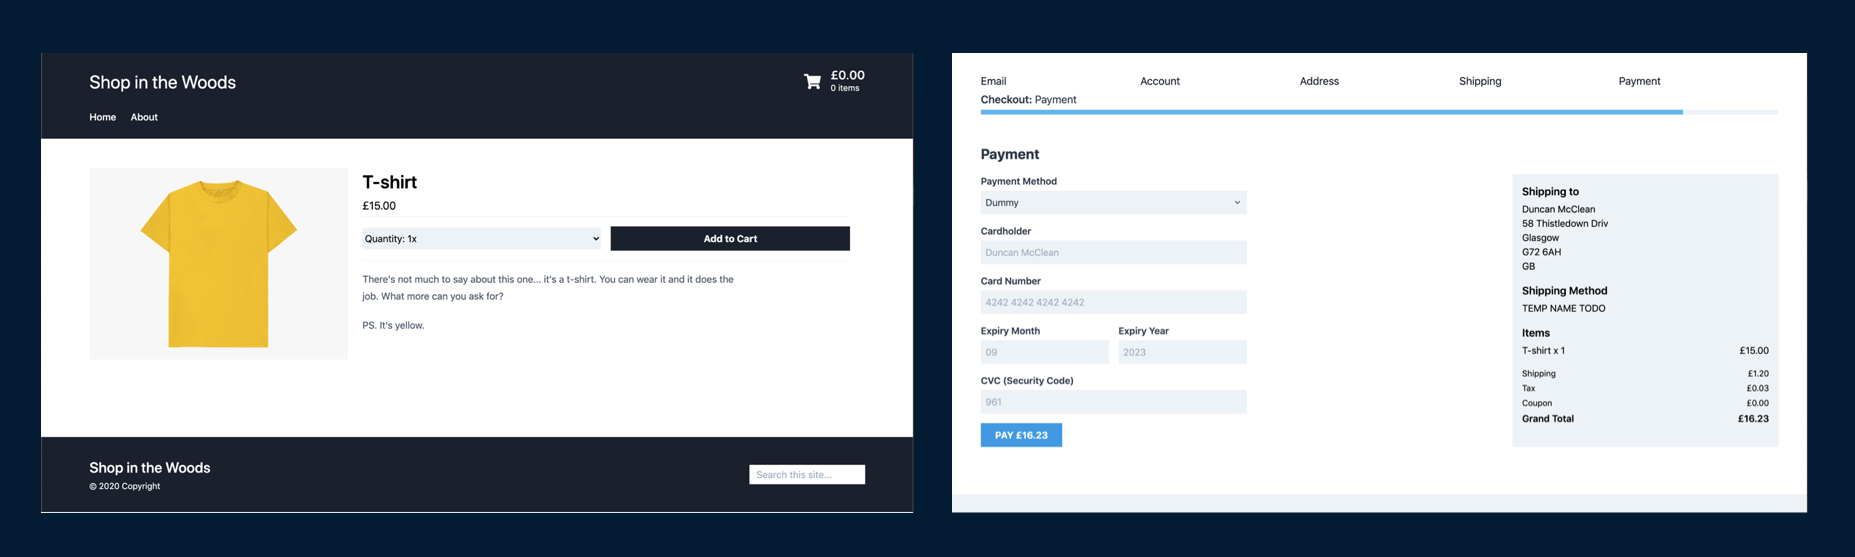 Shop in the Woods
£0.00
0 items
Home About
T-shirt
£15.00
Quantity: 1x
Add to Cart
There's not much to say about this one... it's a t-shirt. You can wear it and it does the
job. What more can you ask for?
PS. It's yellow.
Shop in the Woods
© 2020 Copyright
Search this site...
Email Account Address Shipping Payment
Checkout: Payment
Payment
Payment Method
Dummy
Cardholder
Duncan McClean
Card Number
4242 4242 4242 4242
Expiry Month Expiry Year
09 2023
CVC (Security Code)
961
PAY £16.23
Shipping to
Duncan McClean
58 Thistledown Driv
Glasgow
G72 6AH
GB
Shipping Method
TEMP NAME TODO
Items
T-shirt x 1 £15.00
Shipping £1.20
Tax £0.03
Coupon £0.00
Grand Total £16.23